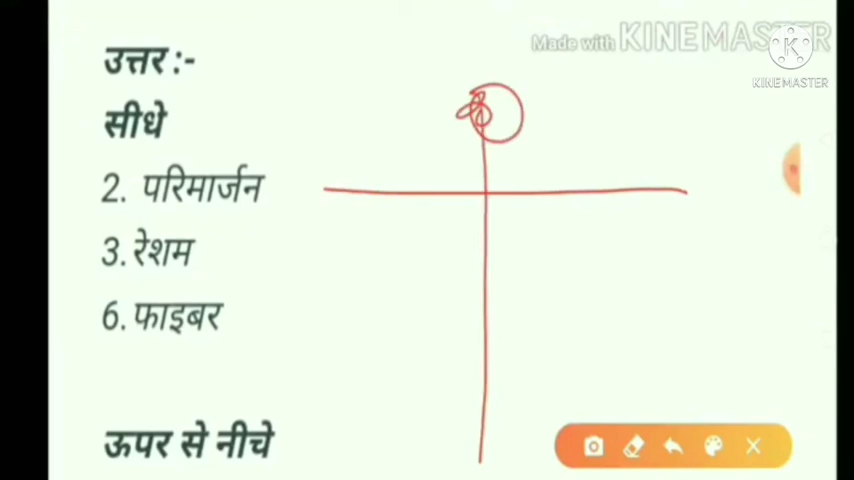 उत्तर :-
Made with KINEMASTER
KINEMASTER
सीधे
2. परिमार्जन
3. रेशम
6. फाइबर
ऊपर से नीचे